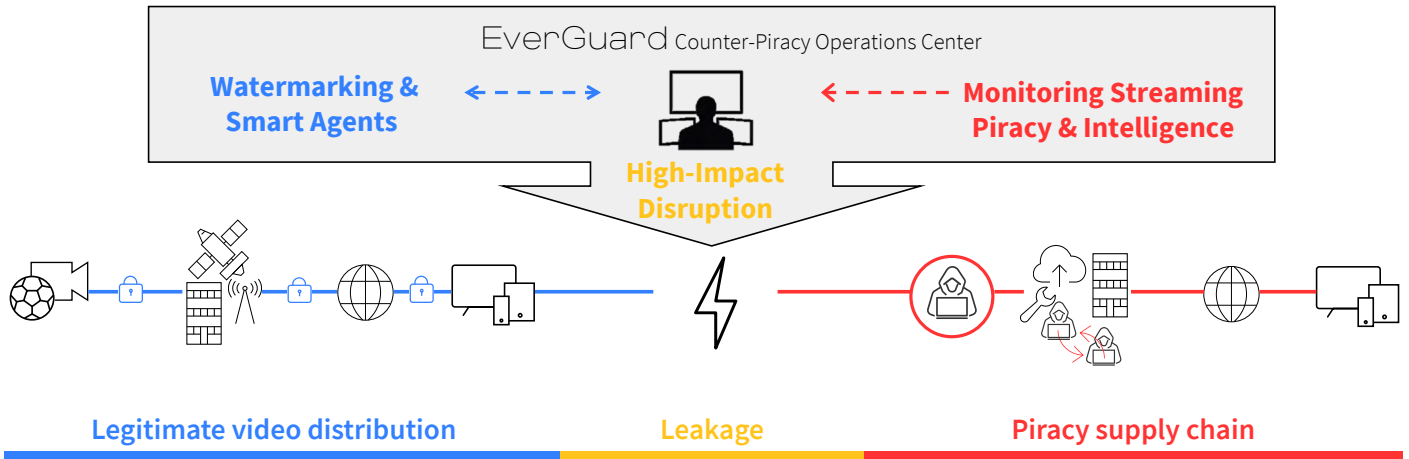 EverGuard Counter-Piracy Operations Center
Watermarking &
Smart Agents
Monitoring Streaming
Piracy & Intelligence
High-Impact
Disruption
Legitimate video distribution
Leakage
Piracy supply chain